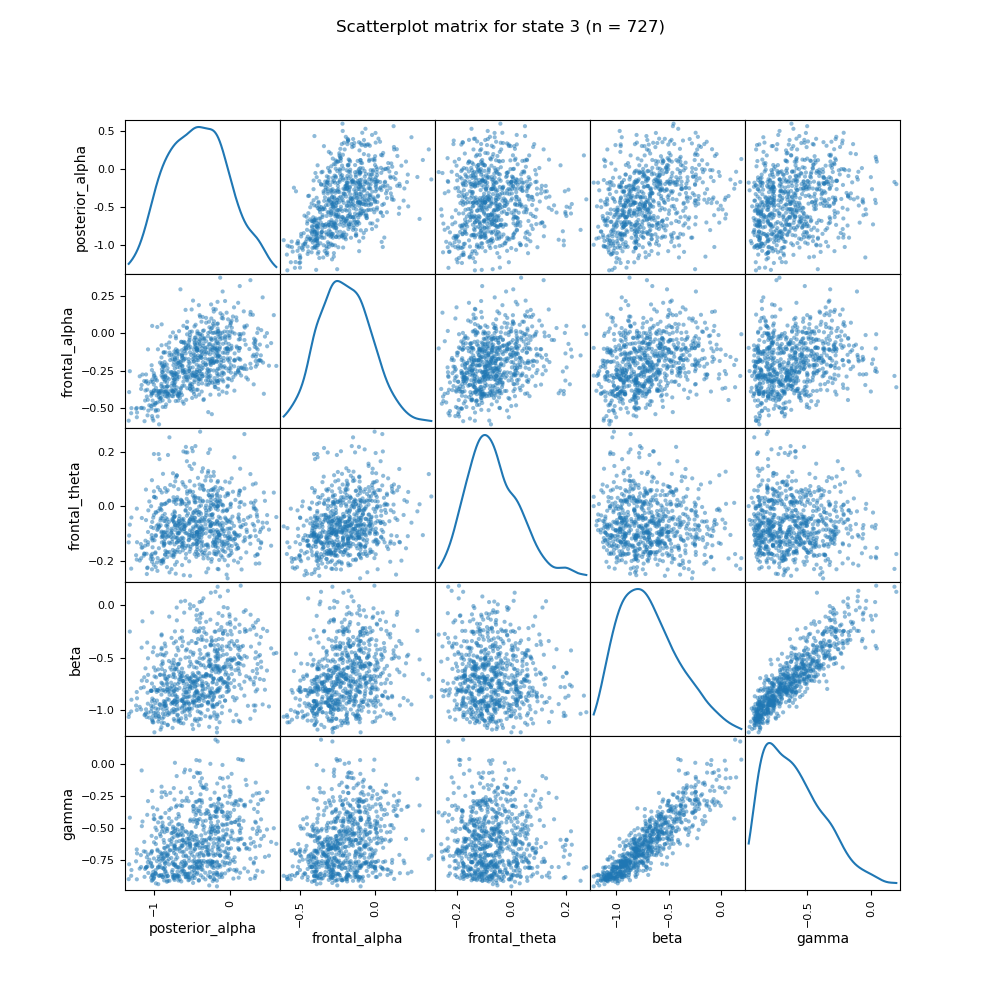 Scatterplot matrix for state 3 (n = 727)
0.5
0.0
−0.5
−1.0
posterior_alpha
0.25
0.00
−0.25
−0.50
frontal_alpha
0.2
0.0
−0.2
frontal_theta
0.0
−0.5
−1.0
beta
0.00
−0.25
−0.50
−0.75
gamma
−1 0 −0.5 0.0 −0.2 0.0 0.2 −1.0 −0.5 0.0 −0.5 0.0
posterior_alpha frontal_alpha frontal_theta beta gamma